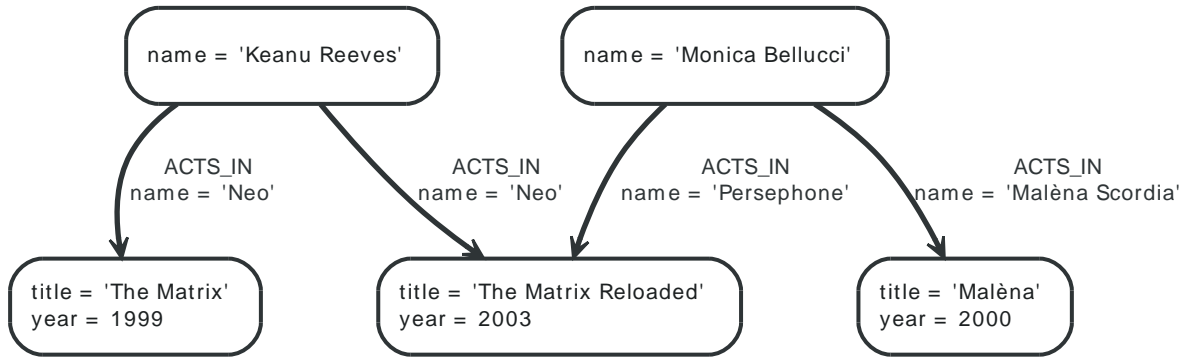 name = 'Keanu Reeves'
name = 'Monica Bellucci'
ACTS_IN
name = 'Neo'
ACTS_IN
name = 'Neo'
ACTS_IN
name = 'Persephone'
ACTS_IN
name = 'Malèna Scordia'
title = 'The Matrix'
year = 1999
title = 'The Matrix Reloaded'
year = 2003
title = 'Malèna'
year = 2000